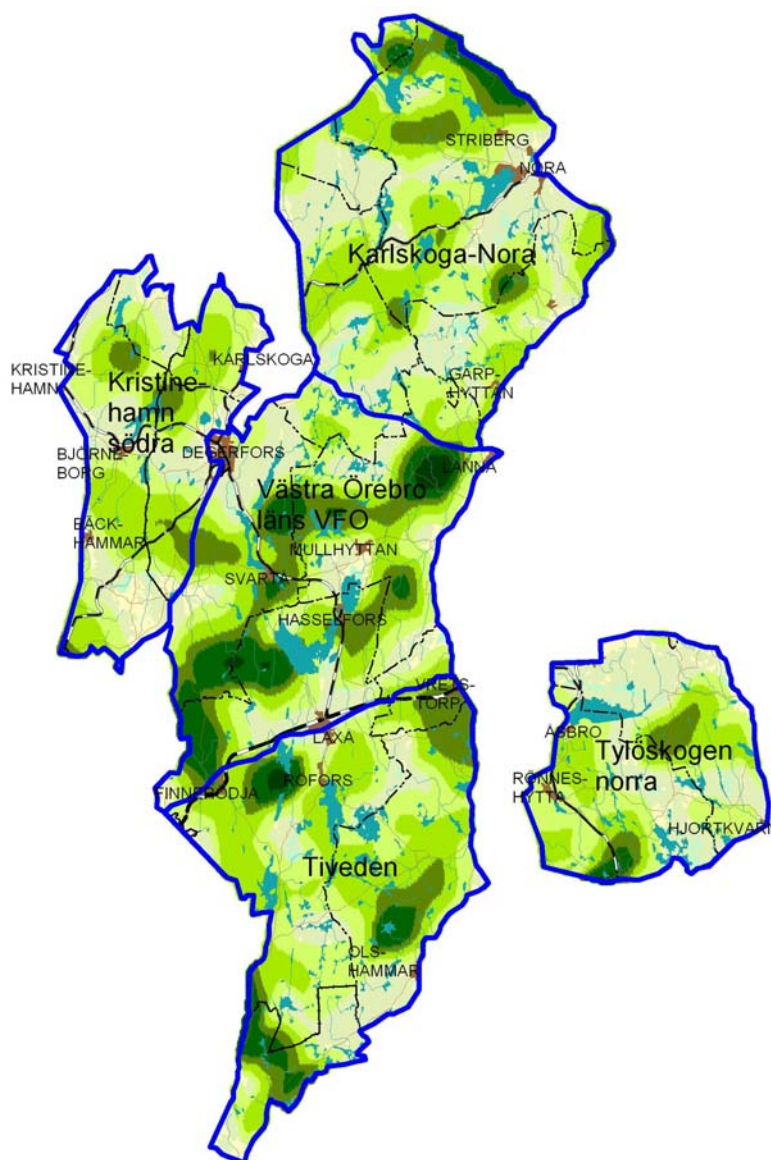 STRIBERG
NORA
Karlskoga-Nora
KARLSKOGA
KRISTINE-
HAMN
Kristine-
hamn
södra
GARP-
HYTTAN
BJÖRNE-
BORG
DEGERFORS
LANNA
Västra Örebro
läns VFO
BÄCK-
HAMMAR
MULLHYTTAN
SVARTÅ
HASSELFORS
VRETS-
TORP
LAXÅ
ÅSBRO
Tylöskogen
norra
RÖNNES-
HYTTA
HJORTKVARN
FINNERÖDJA
RÖFORS
Tiveden
OLS-
HAMMAR